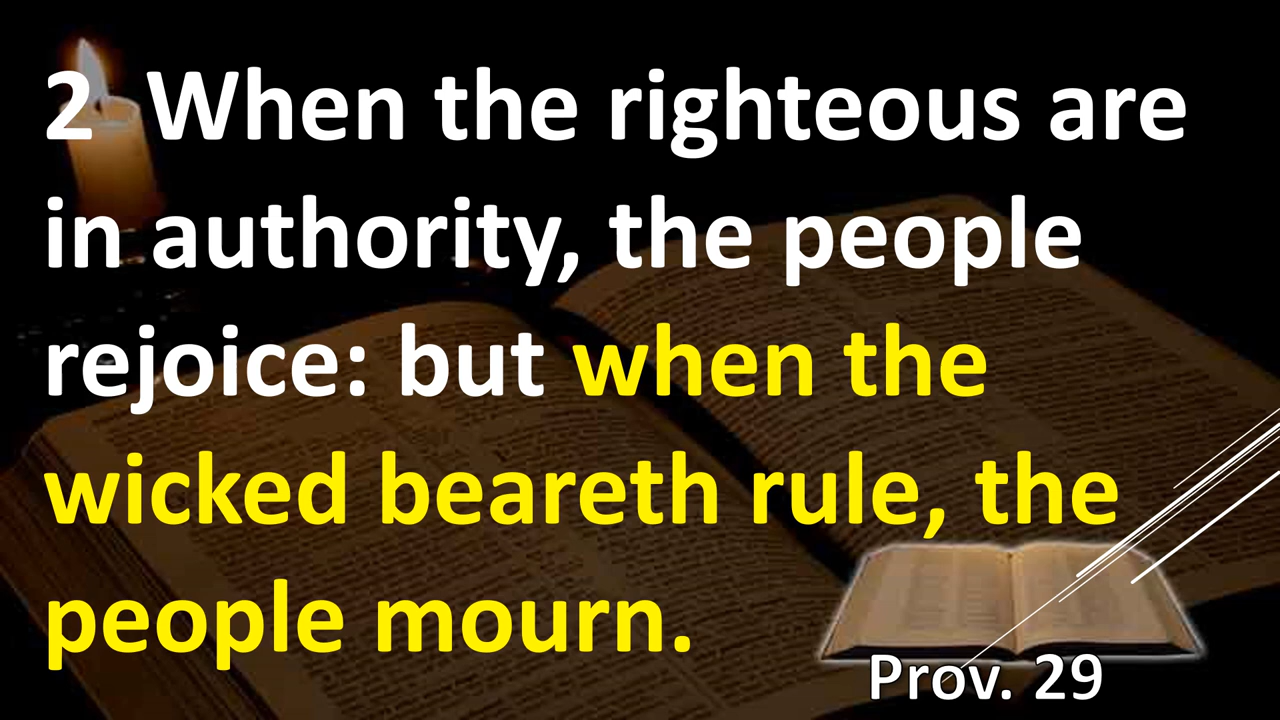 2 When the righteous are
in authority, the people
rejoice: but when the
wicked beareth rule, the
people mourn.
Prov. 29